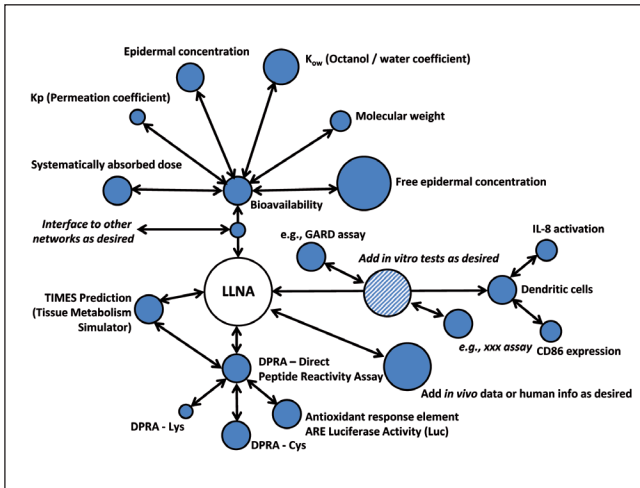 Epidermal concentration
Kow (Octanol / water coefficient)
Kp (Permeation coefficient)
Molecular weight
Systematically absorbed dose
Free epidermal concentration
Bioavailability
Interface to other
networks as desired
e.g., GARD assay
Add in vitro tests as desired
IL-8 activation
LLNA
Dendritic cells
TIMES Prediction
(Tissue Metabolism
Simulator)
e.g., xxx assay
CD86 expression
DPRA – Direct
Peptide Reactivity Assay
Add in vivo data or human info as desired
DPRA - Lys
Antioxidant response element
ARE Luciferase Activity (Luc)
DPRA - Cys